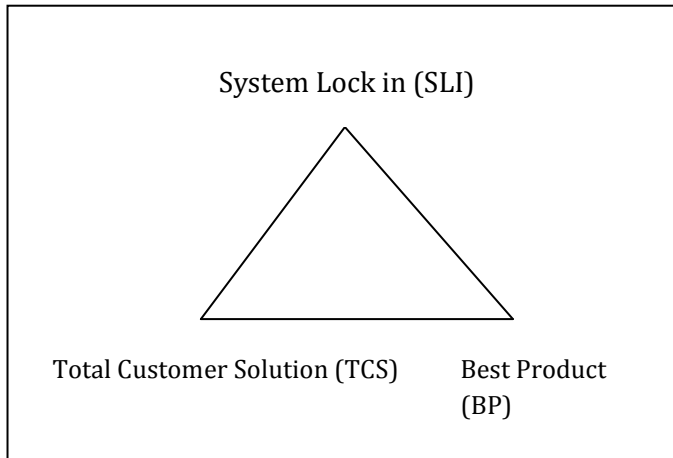 System Lock in (SLI)
Total Customer Solution (TCS)
Best Product
(BP)